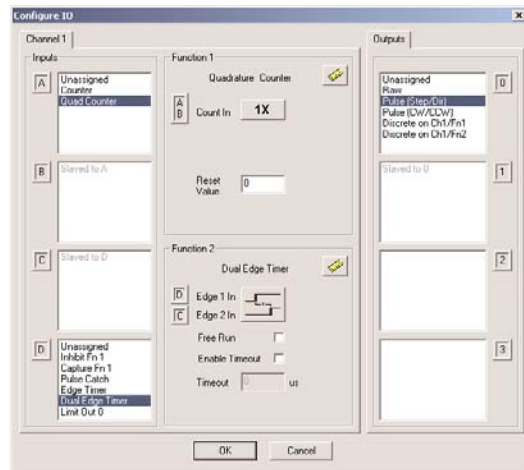 Configure IO
x
Channel 1
Inputs
A
Unassigned
Counter
Quad Counter
B
Slaved to A
C
Slaved to D
D
Unassigned
Inhibit Fn 1
Capture Fn 1
Pulse Catch
Edge Timer
Dual Edge Timer
Limit Out 0
Function 1
Quadrature Counter
A
B
Count In
1X
Reset
Value
0
Function 2
Dual Edge Timer
D
Edge 1 In
C
Edge 2 In
Free Run
Enable Timeout
Timeout
0
us
Outputs
Unassigned
Raw
Pulse (Step/Dir)
Pulse (CW/CCW)
Discrete on Ch1/Fn1
Discrete on Ch1/Fn2
0
Slaved to 0
1
2
3
OK
Cancel